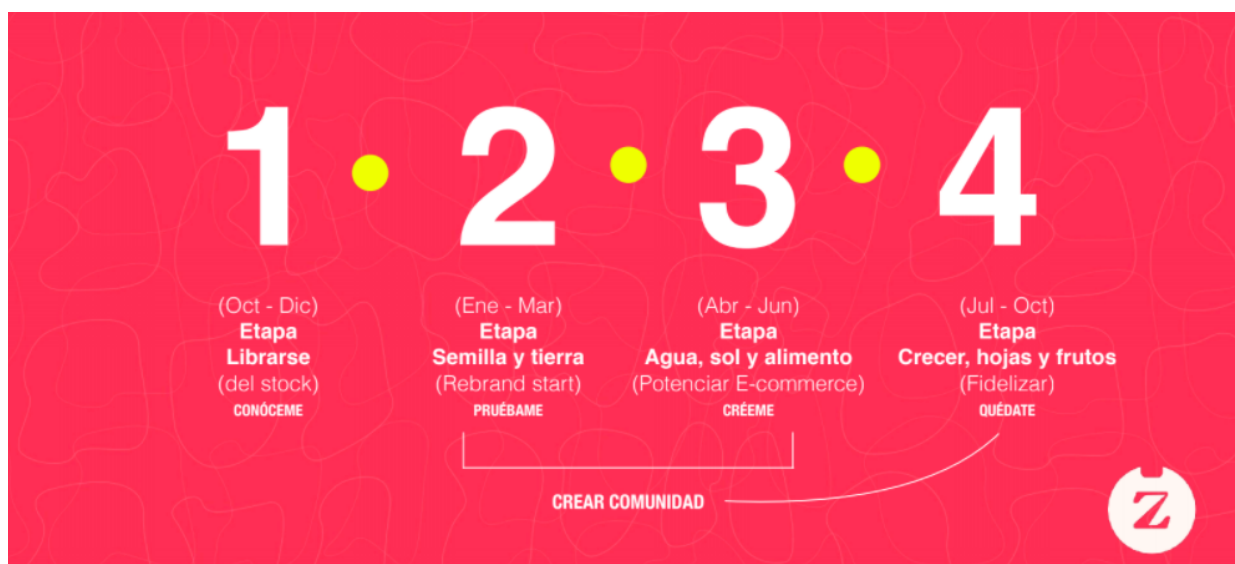 1
2
3
4
(Oct - Dic)
Etapa
Librarse
(del stock)
CONÓCEME
(Ene - Mar)
Etapa
Semilla y tierra
(Rebrand start)
PRUÉBAME
(Abr - Jun)
Etapa
Agua, sol y alimento
(Potenciar E-commerce)
CRÉEME
(Jul - Oct)
Etapa
Crecer, hojas y frutos
(Fidelizar)
QUÉDATE
CREAR COMUNIDAD
Z